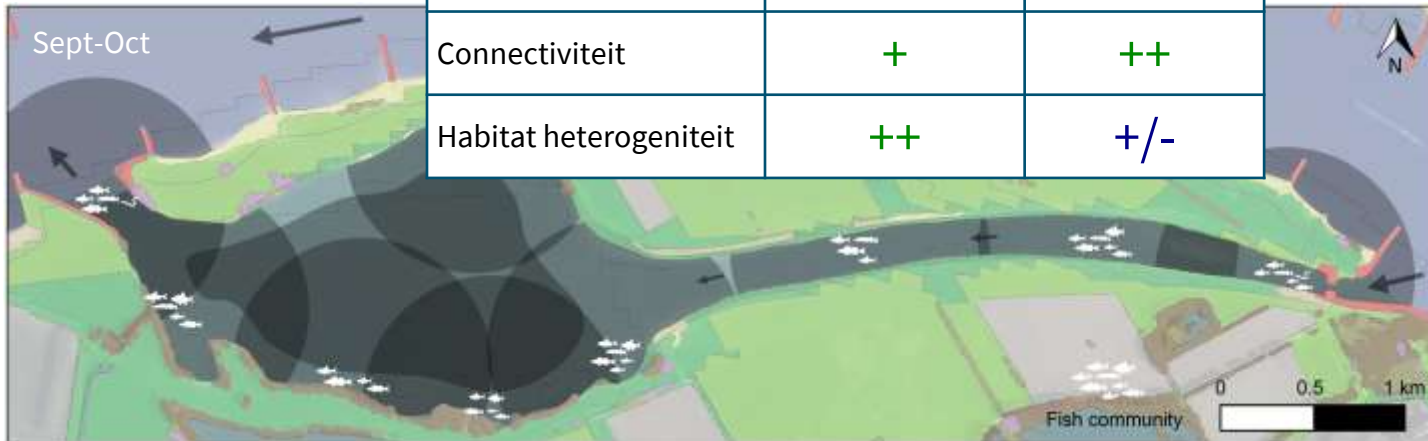 Sept-Oct
Connectiviteit + ++
Habitat heterogeniteit ++ +/-
N
0 0.5 1 km
Fish community